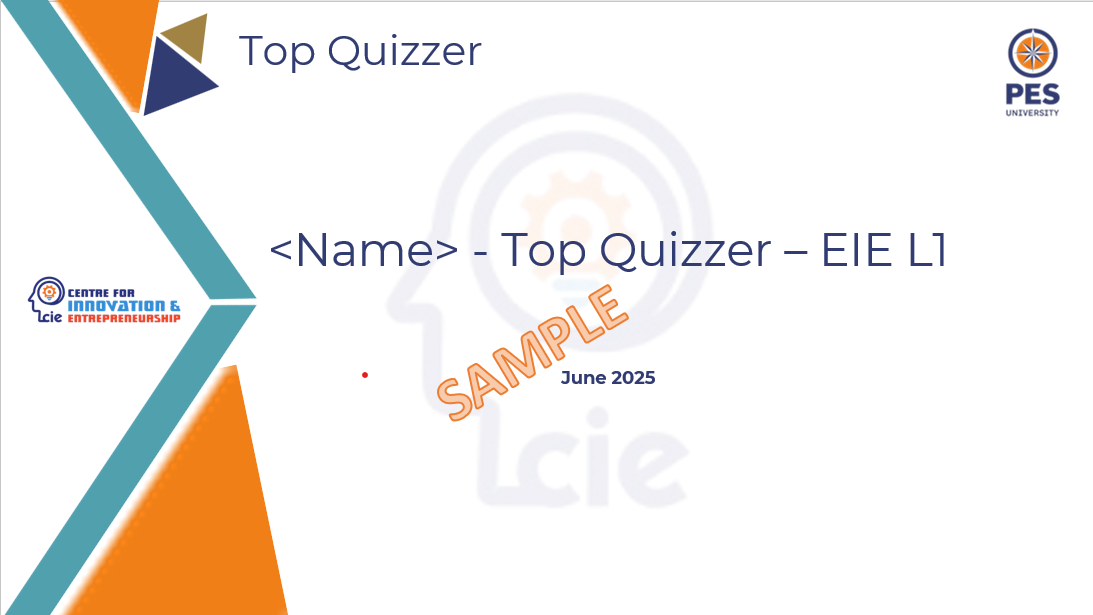 Top Quizzer
PES
UNIVERSITY
<Name> - Top Quizzer – EIE L1
CENTRE FOR
INNOVATION &
ENTREPRENEURSHIP
cie
SAMPLE
June 2025
cie